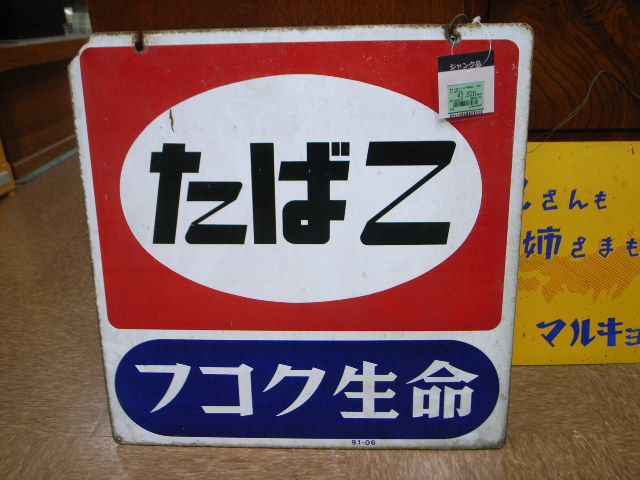 ジャンク品
たばこ
フコク生命
91-06
さんも
姉さまも
マルキョ